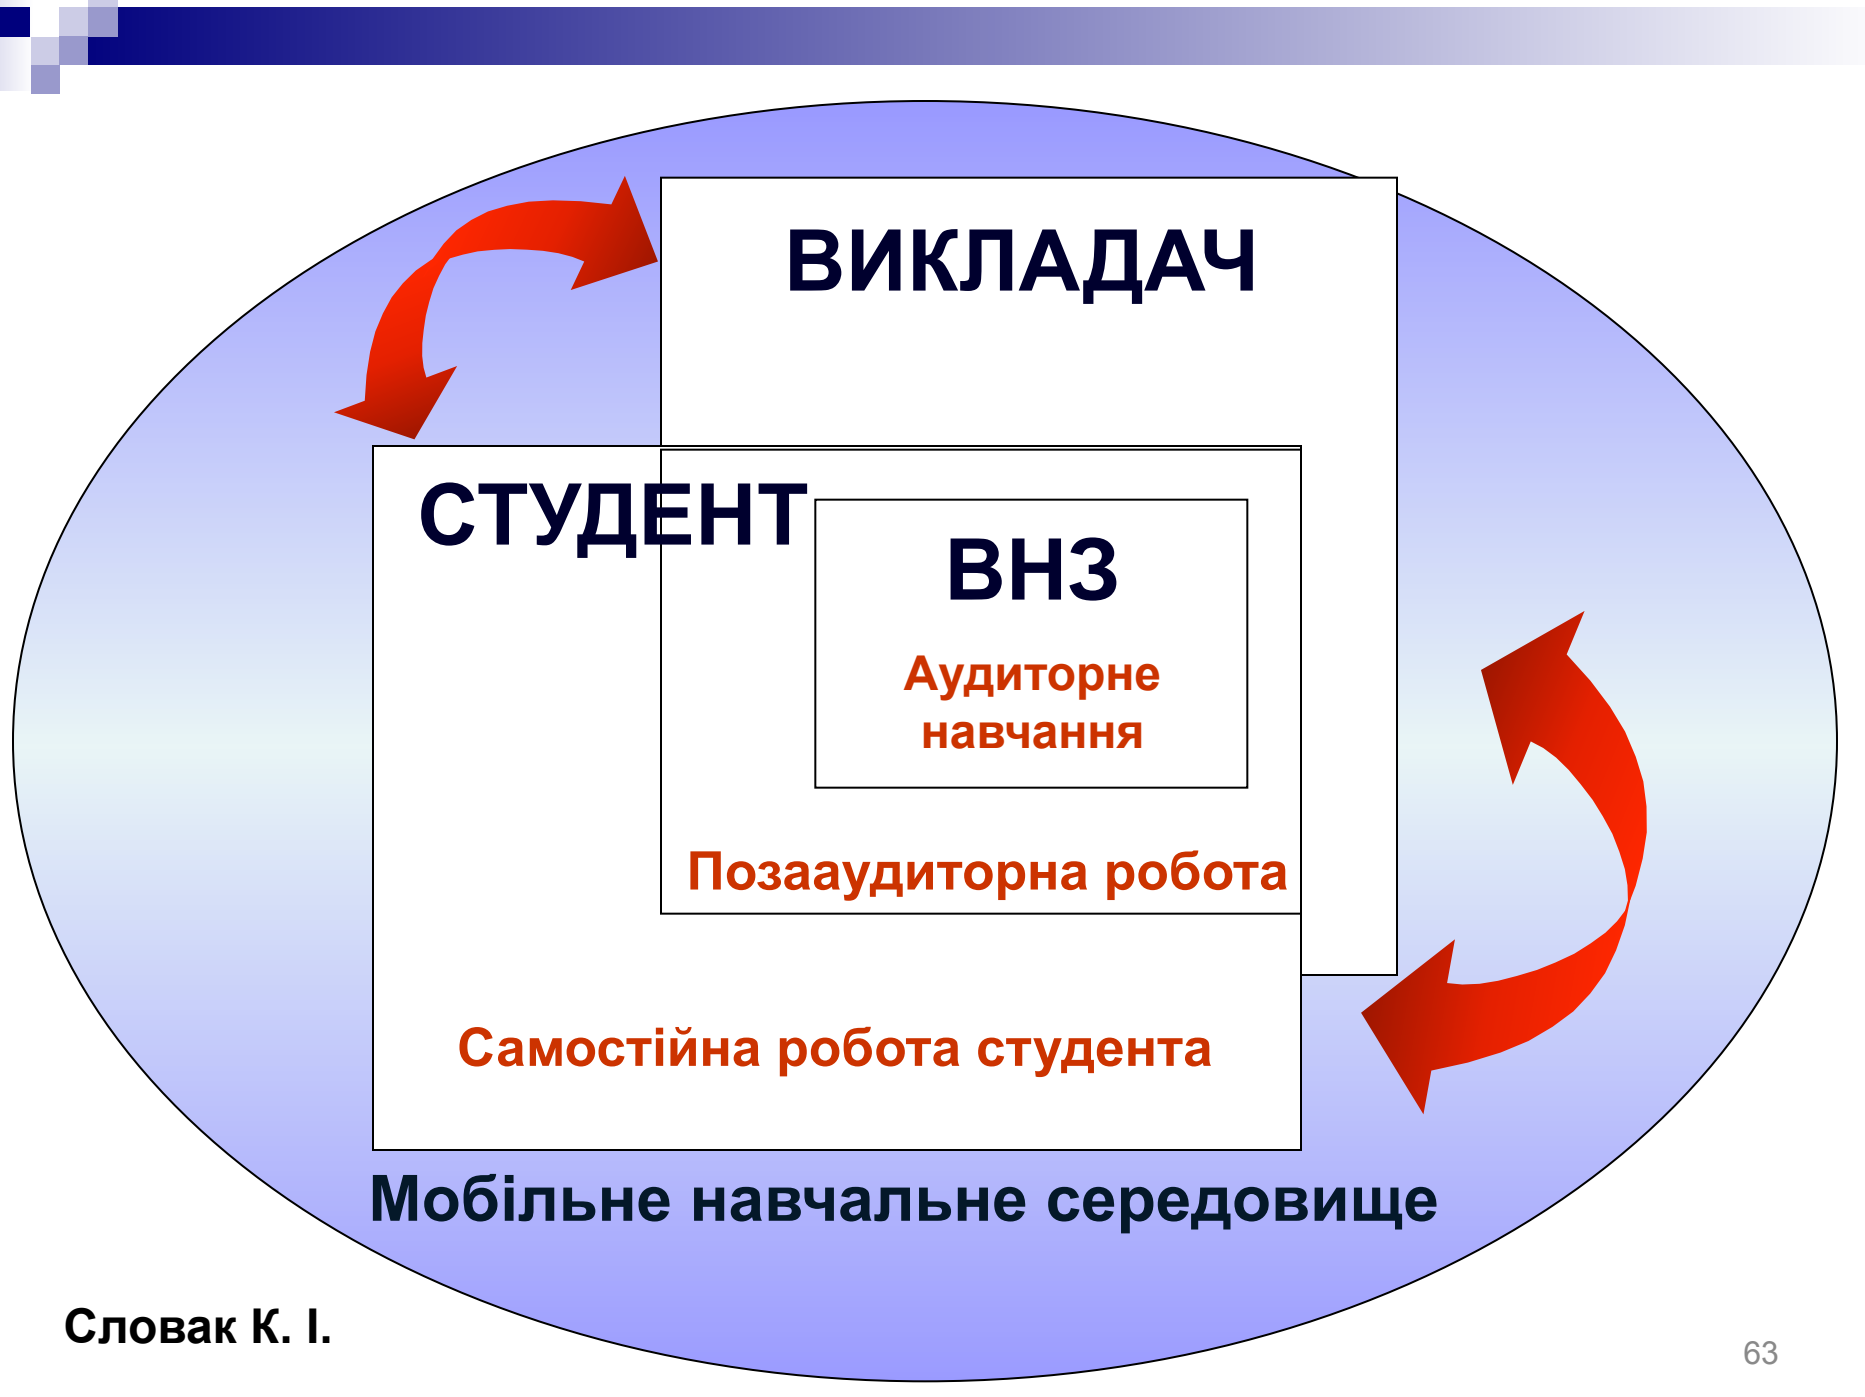 ВИКЛАДАЧ
СТУДЕНТ
ВНЗ
Аудиторне
навчання
Позааудиторна робота
Самостійна робота студента
Мобільне навчальне середовище
Словак К. І.
63